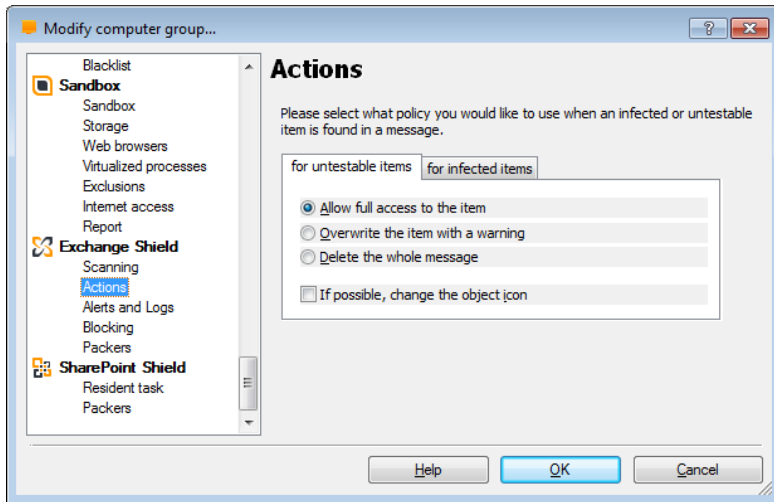 Modify computer group...
Blacklist
Sandbox
Sandbox
Storage
Web browsers
Virtualized processes
Exclusions
Internet access
Report
Exchange Shield
Scanning
Actions
Alerts and Logs
Blocking
Packers
SharePoint Shield
Resident task
Packers
Actions
Please select what policy you would like to use when an infected or untestable
item is found in a message.
for untestable items
for infected items
Allow full access to the item
Overwrite the item with a warning
Delete the whole message
If possible, change the object icon
Help
OK
Cancel